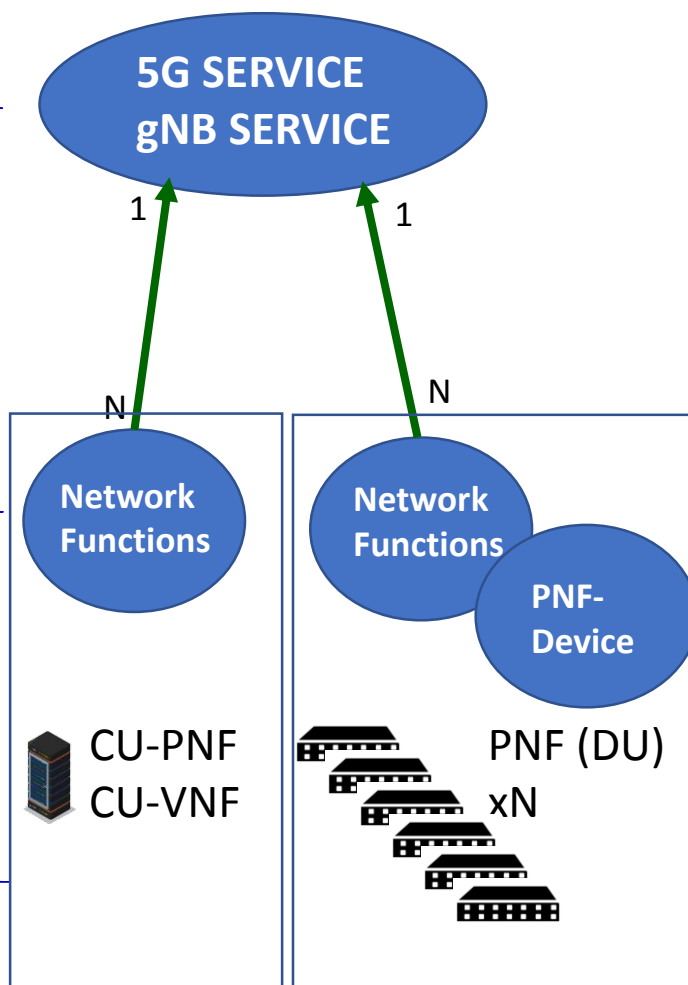 5G SERVICE
gNB SERVICE
1
1
N
N
Network
Functions
Network
Functions
PNF-
Device
CU-PNF
CU-VNF
PNF (DU)
xN